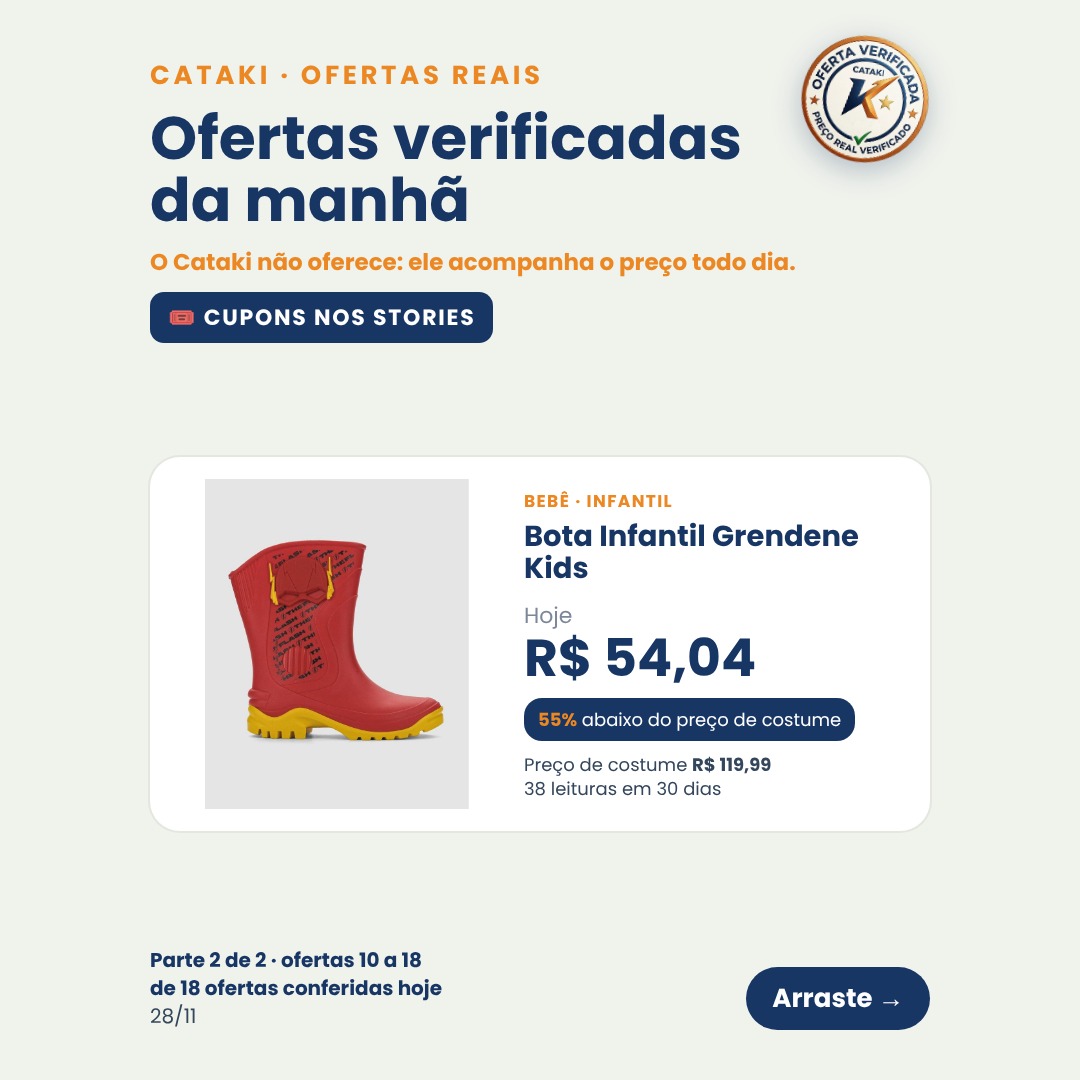 CATAKI · OFERTAS REAIS
Ofertas verificadas
da manhã
O Cataki não oferece: ele acompanha o preço todo dia.
CUPONS NOS STORIES
OFERTA VERIFICADA
CATAKI
K
PREÇO REAL VERIFICADO
BEBÊ · INFANTIL
Bota Infantil Grendene
Kids
Hoje
R$ 54,04
55% abaixo do preço de costume
Preço de costume R$ 119,99
38 leituras em 30 dias
Parte 2 de 2 · ofertas 10 a 18
de 18 ofertas conferidas hoje
28/11
Arraste →